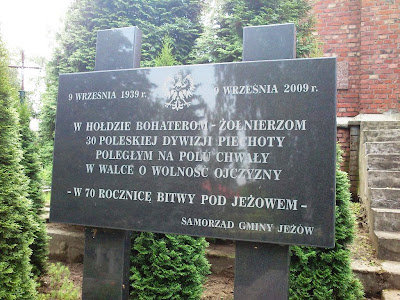 9 WRZEŚNIA 1939 r. 9 WRZEŚNIA 2009 r.
W HOŁDZIE BOHATEROM - ŻOŁNIERZOM
30 POLESKIEJ DYWIZJI PIECHOTY
POLEGŁYM NA POLU CHWAŁY
W WALCE O WOLNOŚĆ OJCZYZNY
- W 70 ROCZNICE BITWY POD JEŻOWEM -
SAMORZĄD GMINY JEŻÓW